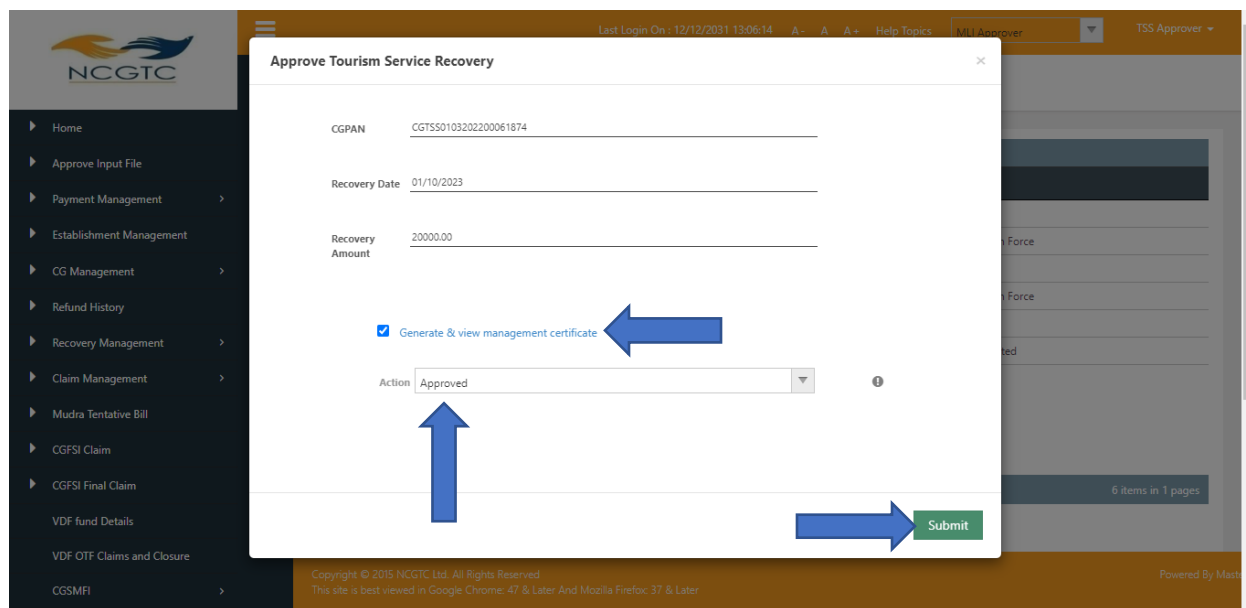 Last Login On : 12/12/2031 13:06:14 A- A A+ Help Topics MLI Approver TSS Approver
NCGTC
Approve Tourism Service Recovery ×
CGPAN CGTSS0103202200061874
Recovery Date 01/10/2023
Recovery 20000.00
Amount
Generate & view management certificate
Action Approved
Submit
Home
Approve Input File
Payment Management
Establishment Management
CG Management
Refund History
Recovery Management
Claim Management
Mudra Tentative Bill
CGFSI Claim
CGFSI Final Claim
VDF fund Details
VDF OTF Claims and Closure
CGSMFI
Force
Force
6 items in 1 pages
Copyright © 2015 NCGTC Ltd. All Rights Reserved
This site is best viewed in Google Chrome: 47 & Later And Mozilla Firefox: 37 & Later
Powered By